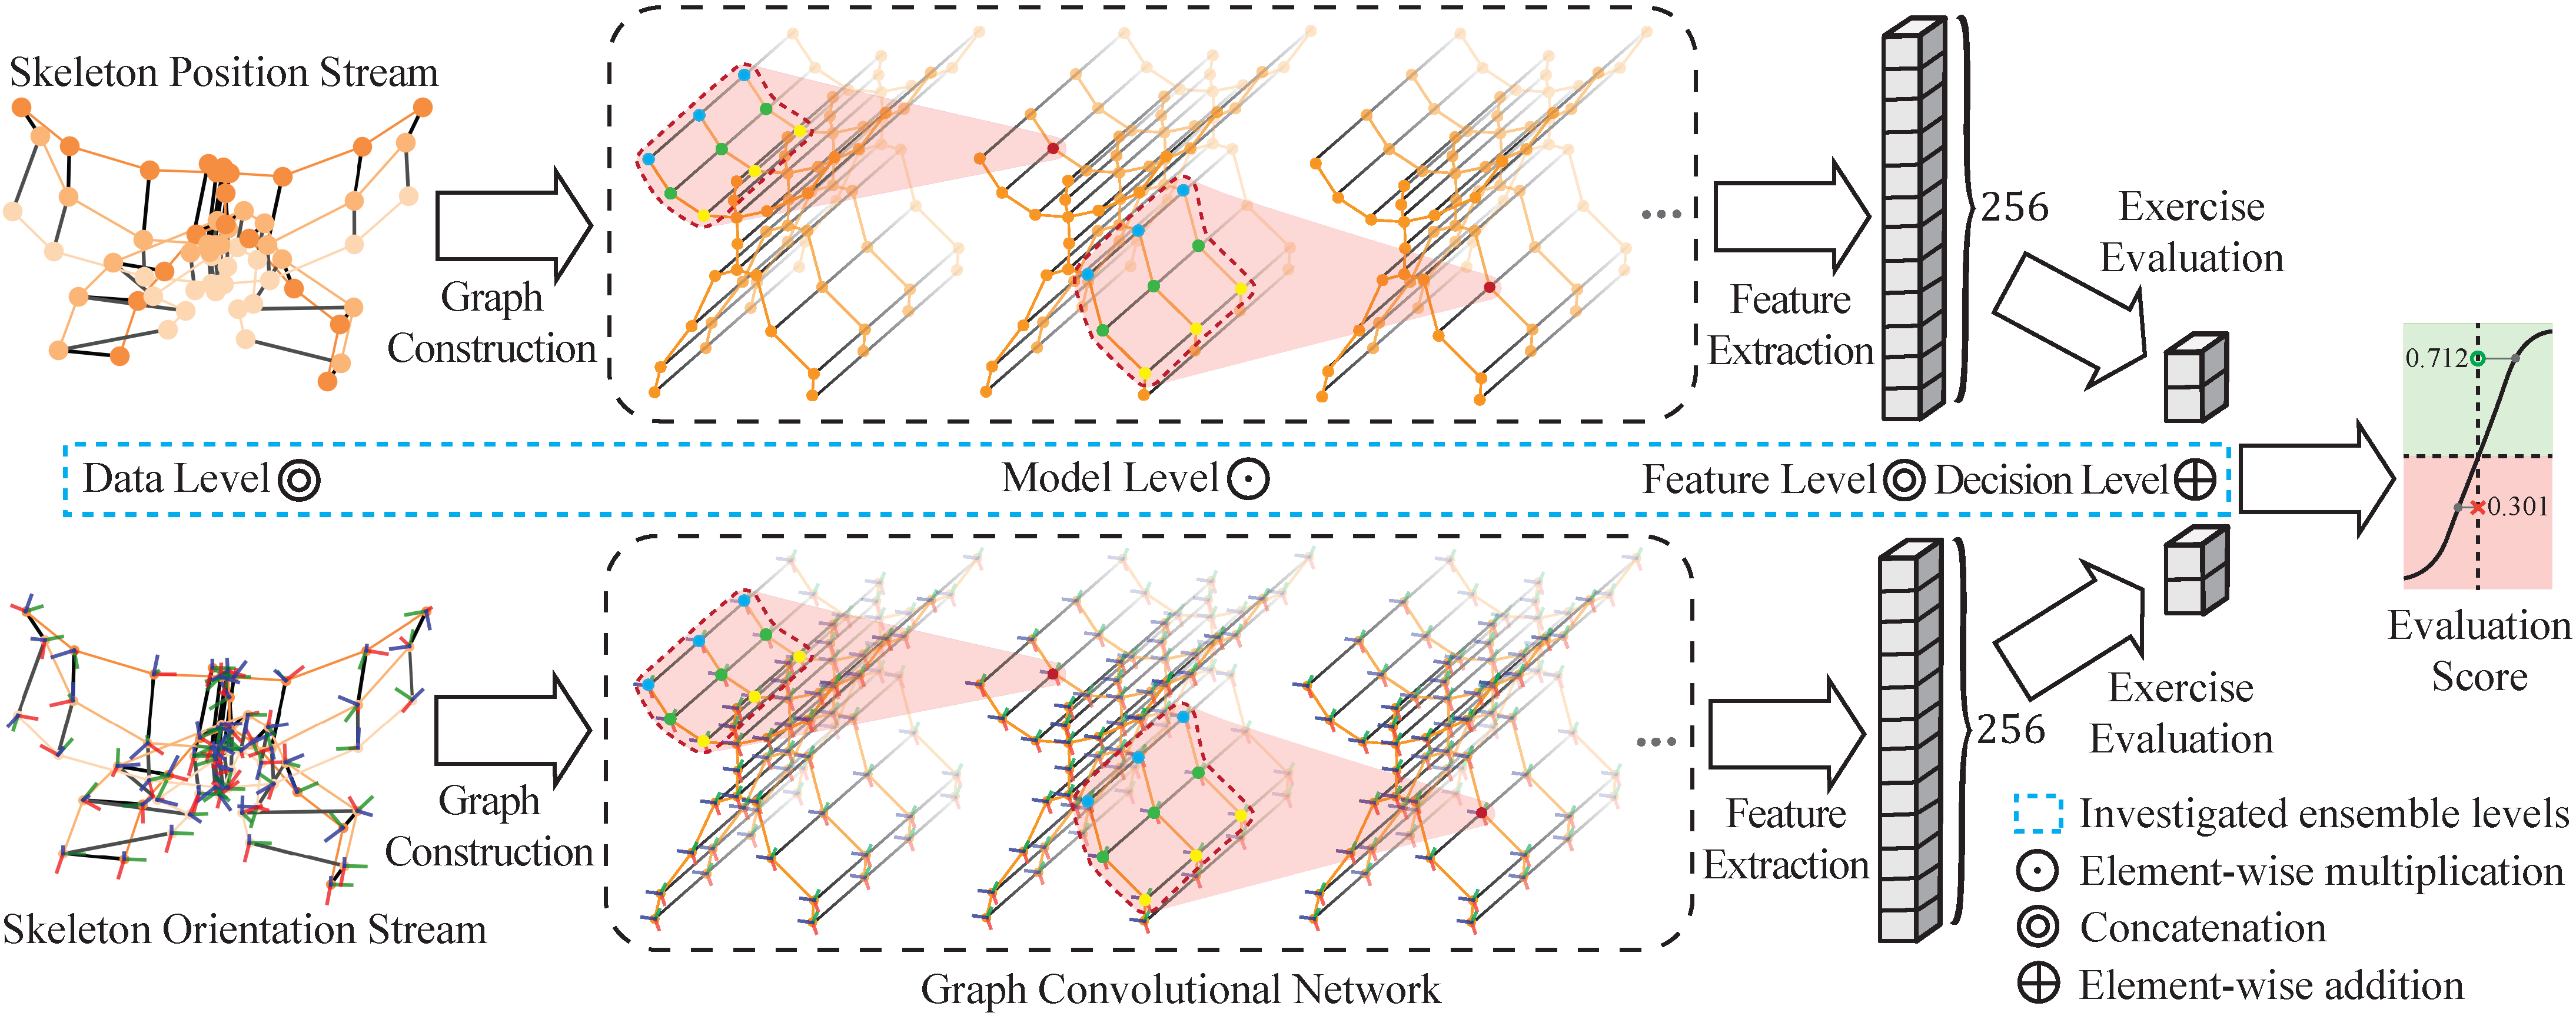 Skeleton Position Stream
Graph
Construction
...
Feature
Extraction
256
Exercise
Evaluation
0.712
Data Level
Model Level
Feature Level
Decision Level
0.301
Evaluation
Score
Graph
Construction
...
Feature
Extraction
256
Exercise
Evaluation
Skeleton Orientation Stream
Graph Convolutional Network
Investigated ensemble levels
Element-wise multiplication
Concatenation
Element-wise addition